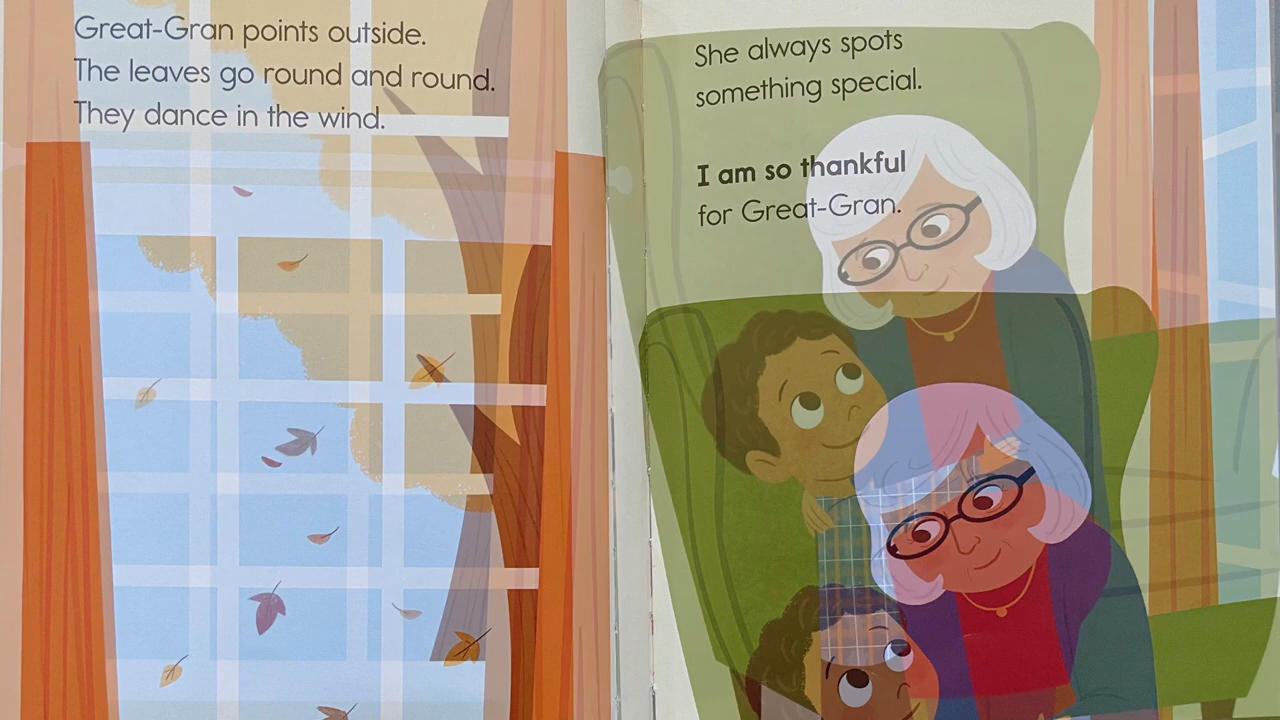 Great-Gran points outside.
The leaves go round and round.
They dance in the wind.
She always spots
something special.
I am so thankful
for Great-Gran.